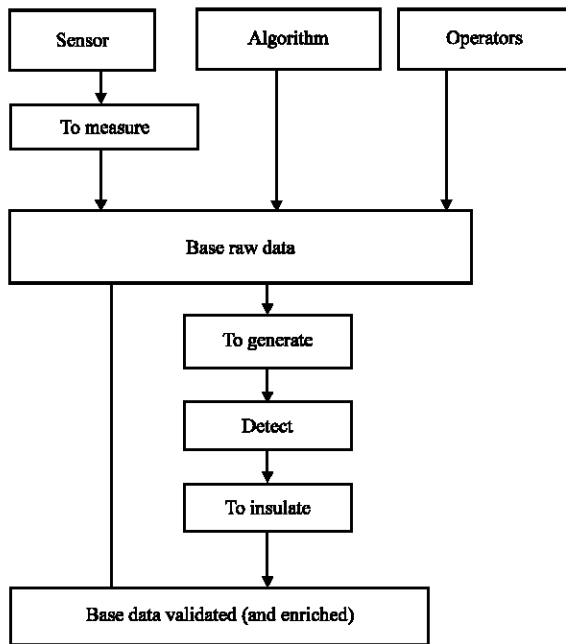 Sensor
Algorithm
Operators
To measure
Base raw data
To generate
Detect
To insulate
Base data validated (and enriched)